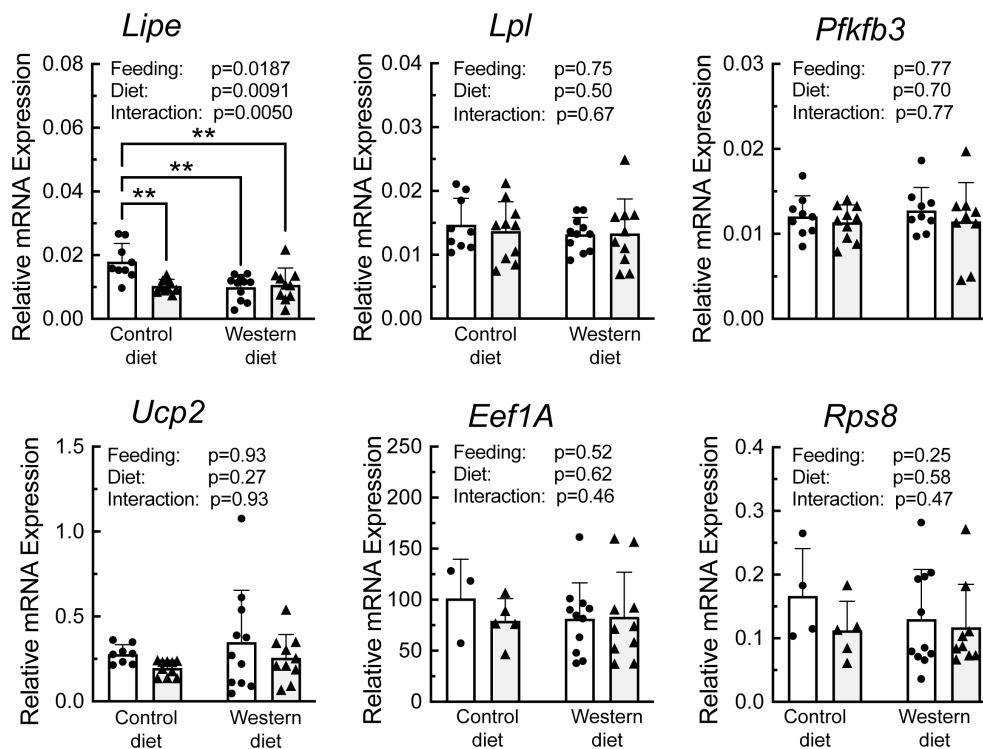 Lipe
Relative mRNA Expression
0.08
0.06
0.04
0.02
0.00
Feeding: p=0.0187
Diet: p=0.0091
Interaction: p=0.0050
**
**
**
Control diet
Western diet
Lpl
Relative mRNA Expression
0.04
0.03
0.02
0.01
0.00
Feeding: p=0.75
Diet: p=0.50
Interaction: p=0.67
Control diet
Western diet
Pfkfb3
Relative mRNA Expression
0.03
0.02
0.01
0.00
Feeding: p=0.77
Diet: p=0.70
Interaction: p=0.77
Ucp2
Relative mRNA Expression
1.5
1.0
0.5
0.0
Feeding: p=0.93
Diet: p=0.27
Interaction: p=0.93
Control diet
Western diet
Eef1A
Relative mRNA Expression
250
200
150
100
50
0
Feeding: p=0.52
Diet: p=0.62
Interaction: p=0.46
Control diet
Western diet
Rps8
Relative mRNA Expression
0.4
0.3
0.2
0.1
0.0
Feeding: p=0.25
Diet: p=0.58
Interaction: p=0.47
Control diet
Western diet